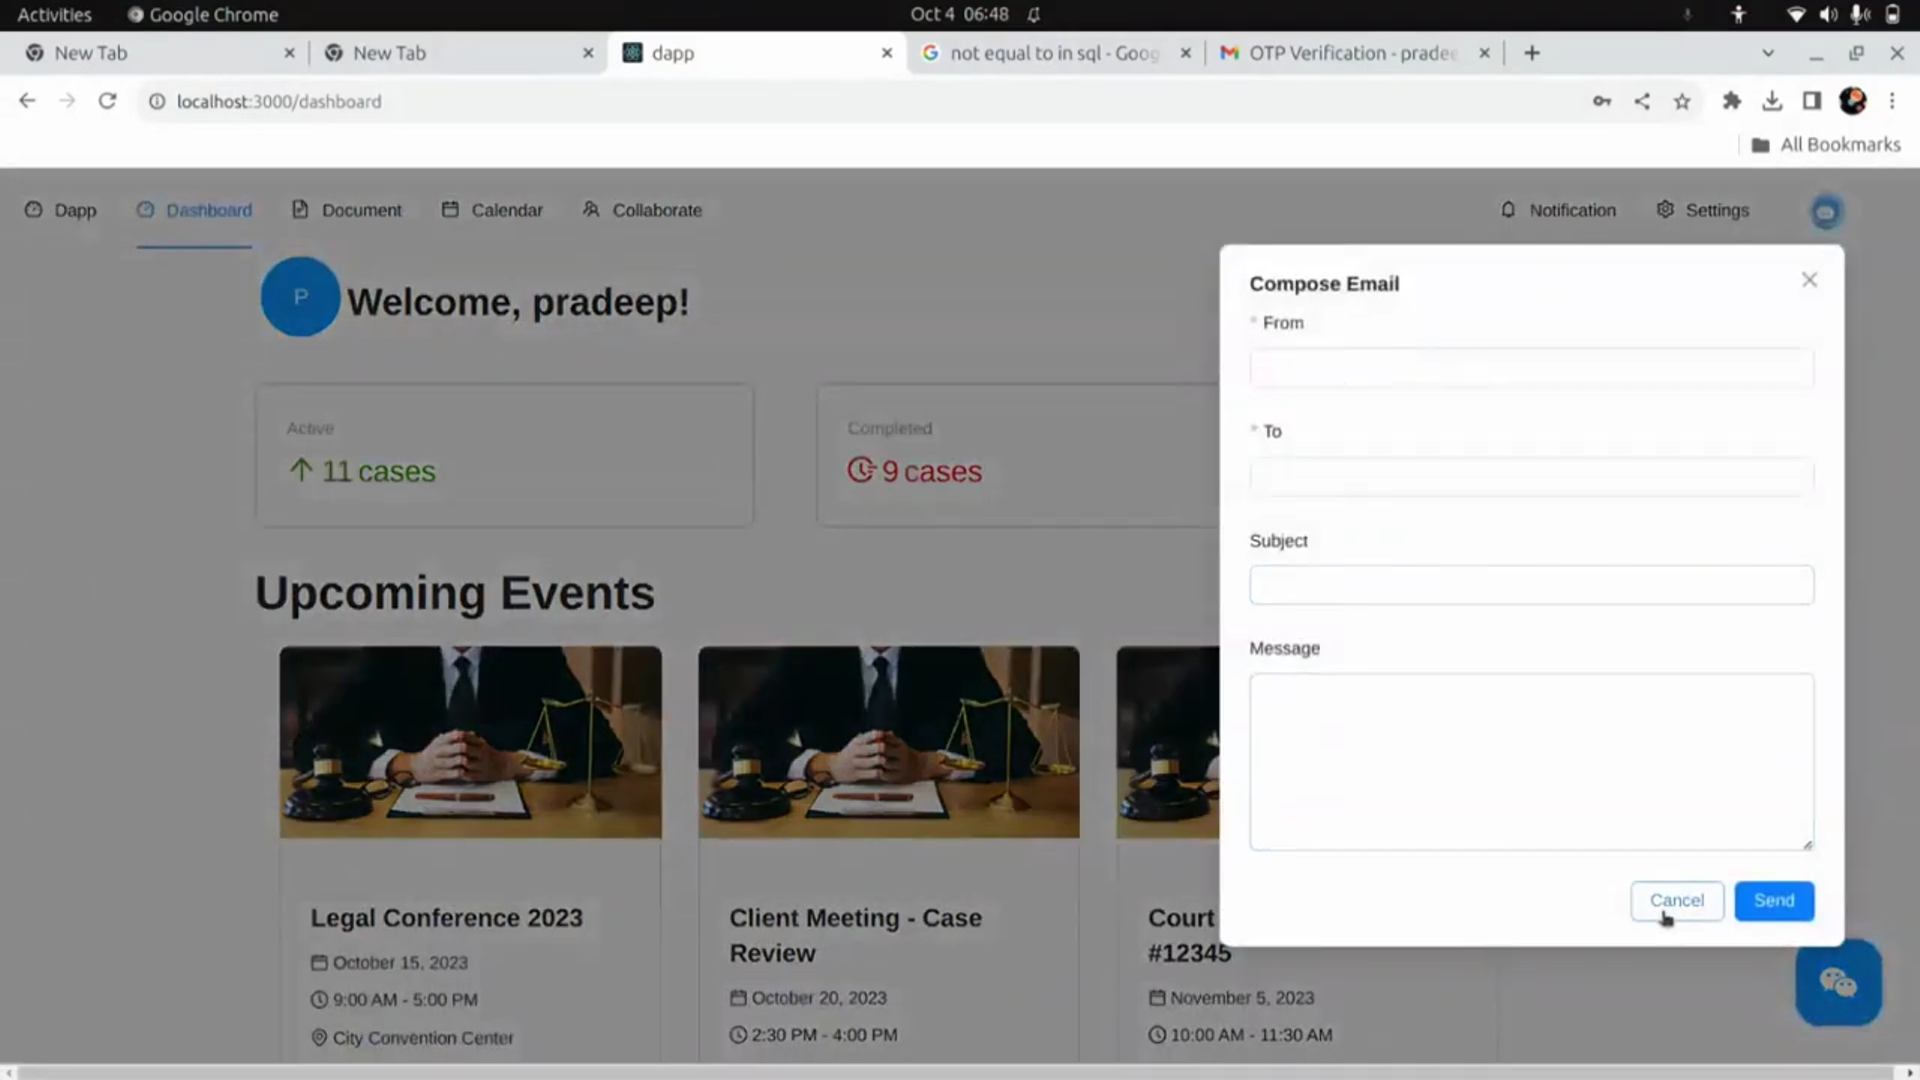 Activities Google Chrome Oct 4 06:48
New Tab New Tab dapp not equal to in sql - Goog OTP Verification - pradee
localhost:3000/dashboard
All Bookmarks
Dapp Dashboard Document Calendar Collaborate Notification Settings
P Welcome, pradeep!
Active
11 cases
Completed
9 cases
Upcoming Events
Legal Conference 2023
October 15, 2023
9:00 AM - 5:00 PM
City Convention Center
Client Meeting - Case
Review
October 20, 2023
2:30 PM - 4:00 PM
Court
#12345
November 5, 2023
10:00 AM - 11:30 AM
Compose Email
* From
* To
Subject
Message
Cancel Send